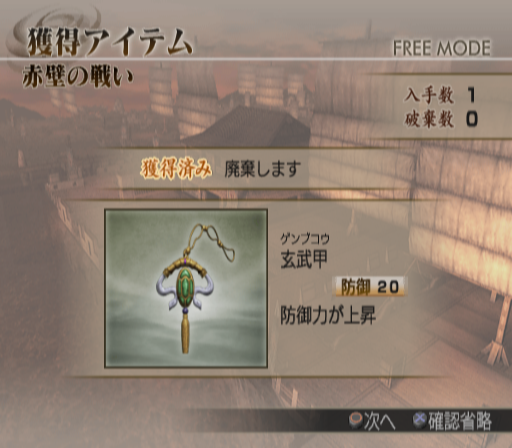 獲得アイテム
FREE MODE
赤壁の戦い
入手数 1
破棄数 0
獲得済み 廃棄します
ゲンブコウ
玄武甲
防御 20
防御力が上昇
次へ 確認省略